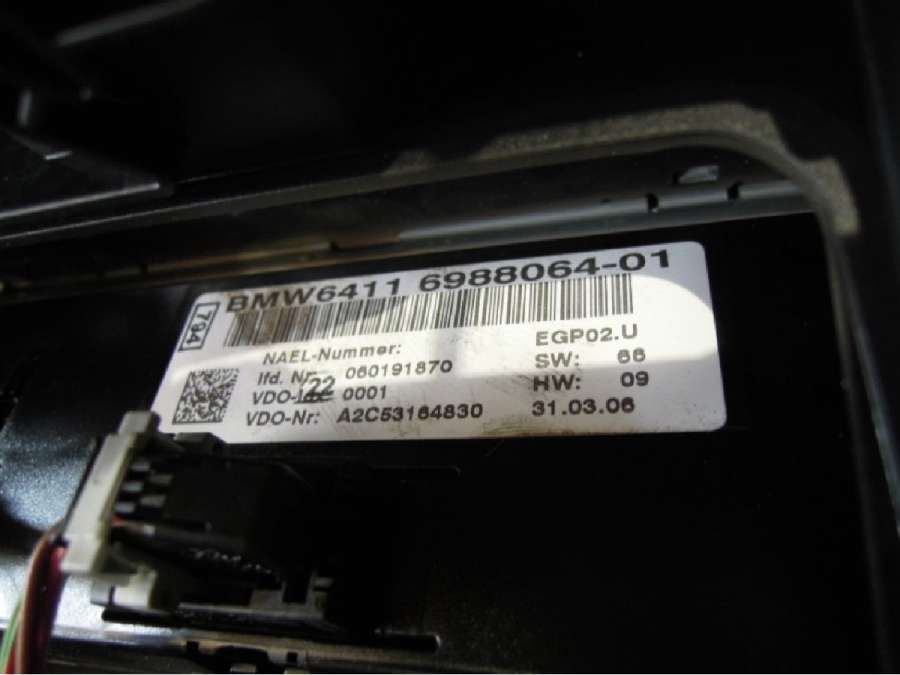 BMW6411 6988064-01
794
EGP02.U
NAEL-Nummer:
SW: 66
lfd. Nr. 060191870
HW: 09
22
VDO- 0001
31.03.06
VDO-Nr: A2C53164830